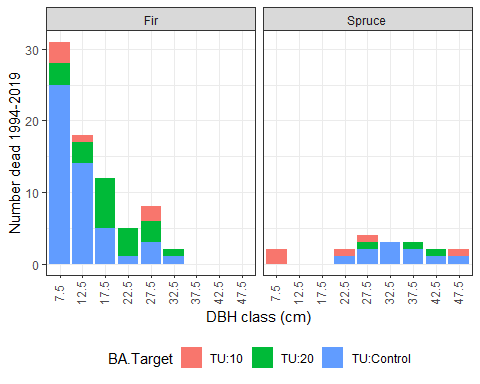 Fir Spruce
Number dead 1994-2019
30
20
10
0
7.5 12.5 17.5 22.5 27.5 32.5 37.5 42.5 47.5 7.5 12.5 17.5 22.5 27.5 32.5 37.5 42.5 47.5
DBH class (cm)
BA.Target TU:10 TU:20 TU:Control